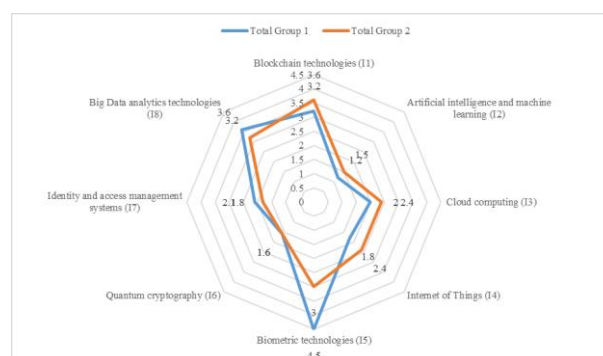 Total Group 1
Total Group 2
Blockchain technologies (I1)
4.5 3.6
4 3.2
3.5
3
2.5
2
1.5
1
0.5
0
Artificial intelligence and machine
learning (I2)
1.5
1.2
Cloud computing (I3)
2 2.4
Internet of Things (I4)
1.8
2.4
Biometric technologies (I5)
3
4.5
Quantum cryptography (I6)
1.6
Identity and access management
systems (I7)
2.1 1.8
Big Data analytics technologies
(I8)
3.6
3.2